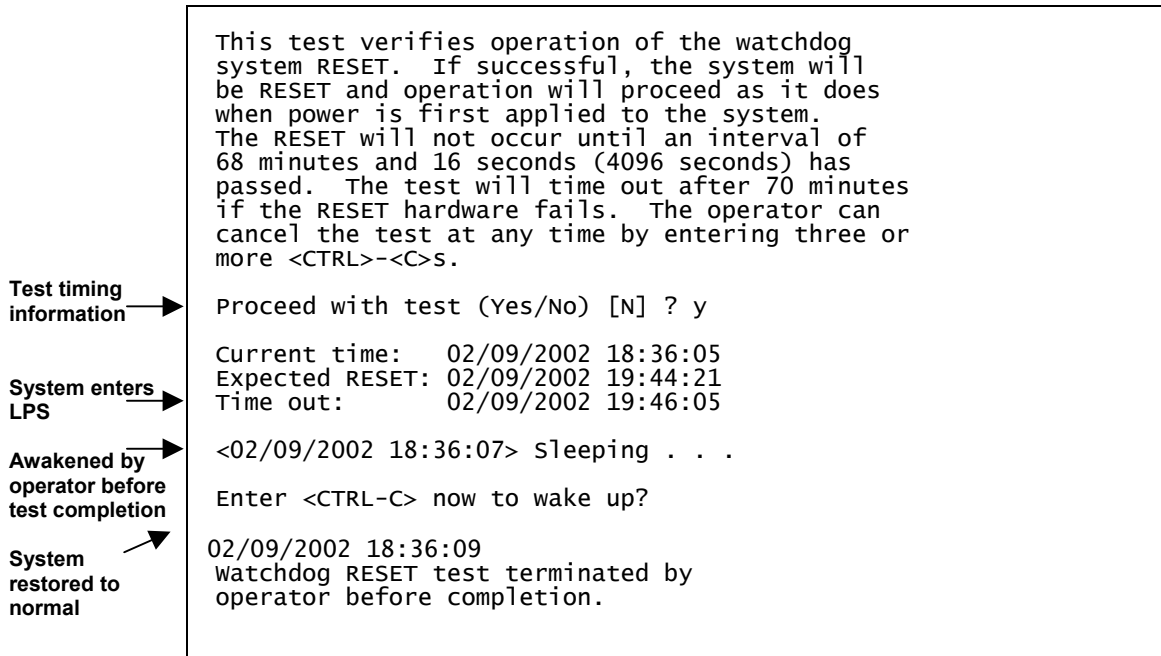 This test verifies operation of the watchdog
system RESET.  If successful, the system will
be RESET and operation will proceed as it does
when power is first applied to the system.
The RESET will not occur until an interval of
68 minutes and 16 seconds (4096 seconds) has
passed.  The test will time out after 70 minutes
if the RESET hardware fails.  The operator can
cancel the test at any time by entering three or
more <CTRL>-<C>s.
Test timing
information
Proceed with test (Yes/No) [N] ? y
Current time:   02/09/2002 18:36:05
Expected RESET: 02/09/2002 19:44:21
Time out:       02/09/2002 19:46:05
System enters
LPS
<02/09/2002 18:36:07> Sleeping . . .
Awakened by
operator before
test completion
Enter <CTRL-C> now to wake up?
System
restored to
normal
02/09/2002 18:36:09
Watchdog RESET test terminated by
operator before completion.